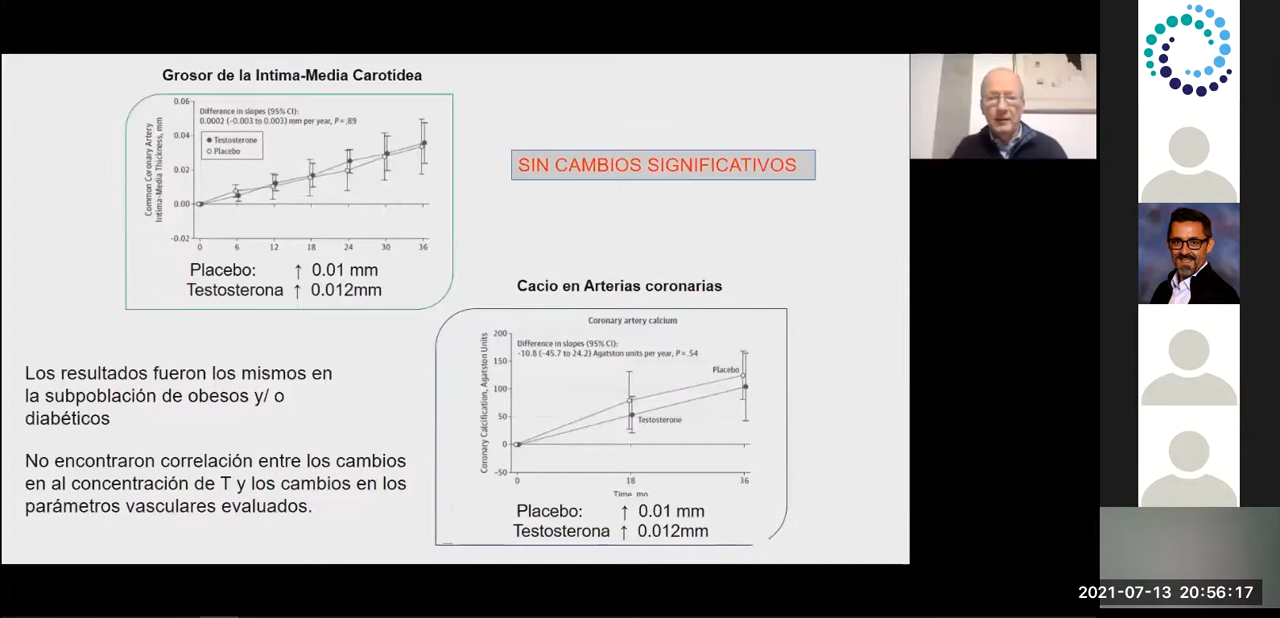 Grosor de la Intima-Media Carotídea
0.06
0.04
0.02
0.00
-0.02
Common Coronary Artery
Intima-Media Thickness, mm
Difference in slopes (95% CI):
0.0002 (-0.003 to 0.003) mm per year, P = .89
Testosterone
Placebo
0 6 12 18 24 30 36
Placebo: ↑ 0.01 mm
Testosterona ↑ 0.012mm
SIN CAMBIOS SIGNIFICATIVOS
Cacio en Arterias coronarias
Coronary artery calcium
200
150
100
50
0
-50
Coronary Calcification, Agatston Units
Difference in slopes (95% CI):
-10.8 (-45.7 to 24.2) Agatston units per year, P = .54
Placebo
Testosterone
0 18 36
Time, mo
Placebo: ↑ 0.01 mm
Testosterona ↑ 0.012mm
Los resultados fueron los mismos en
la subpoblación de obesos y/ o
diabéticos
No encontraron correlación entre los cambios
en al concentración de T y los cambios en los
parámetros vasculares evaluados.
2021-07-13 20:56:17